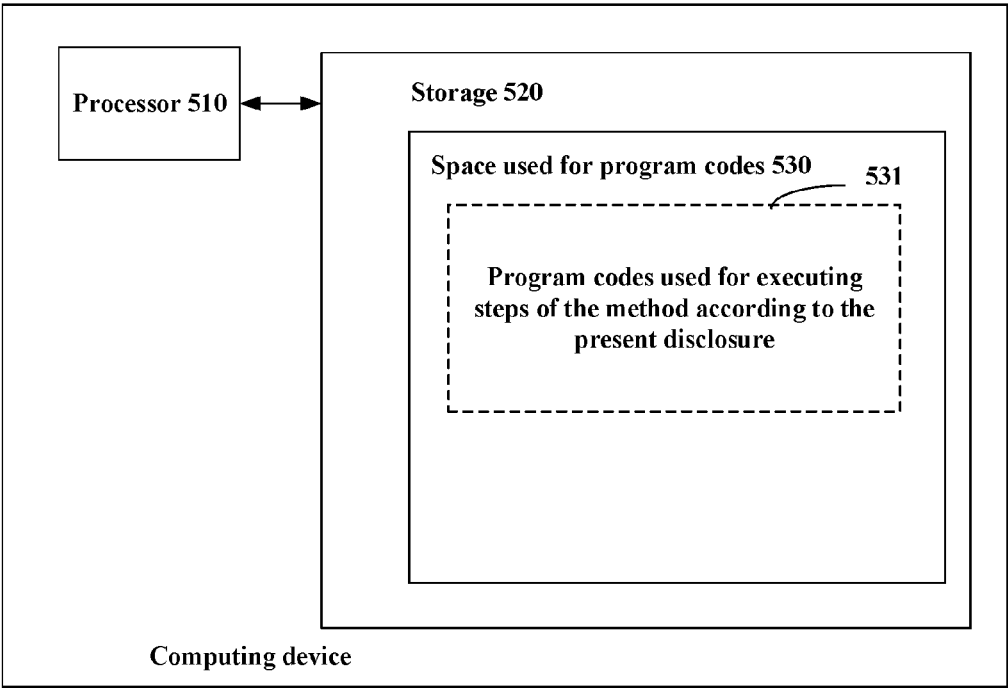 Processor 510
Storage 520
Space used for program codes 530
531
Program codes used for executing
steps of the method according to the
present disclosure
Computing device